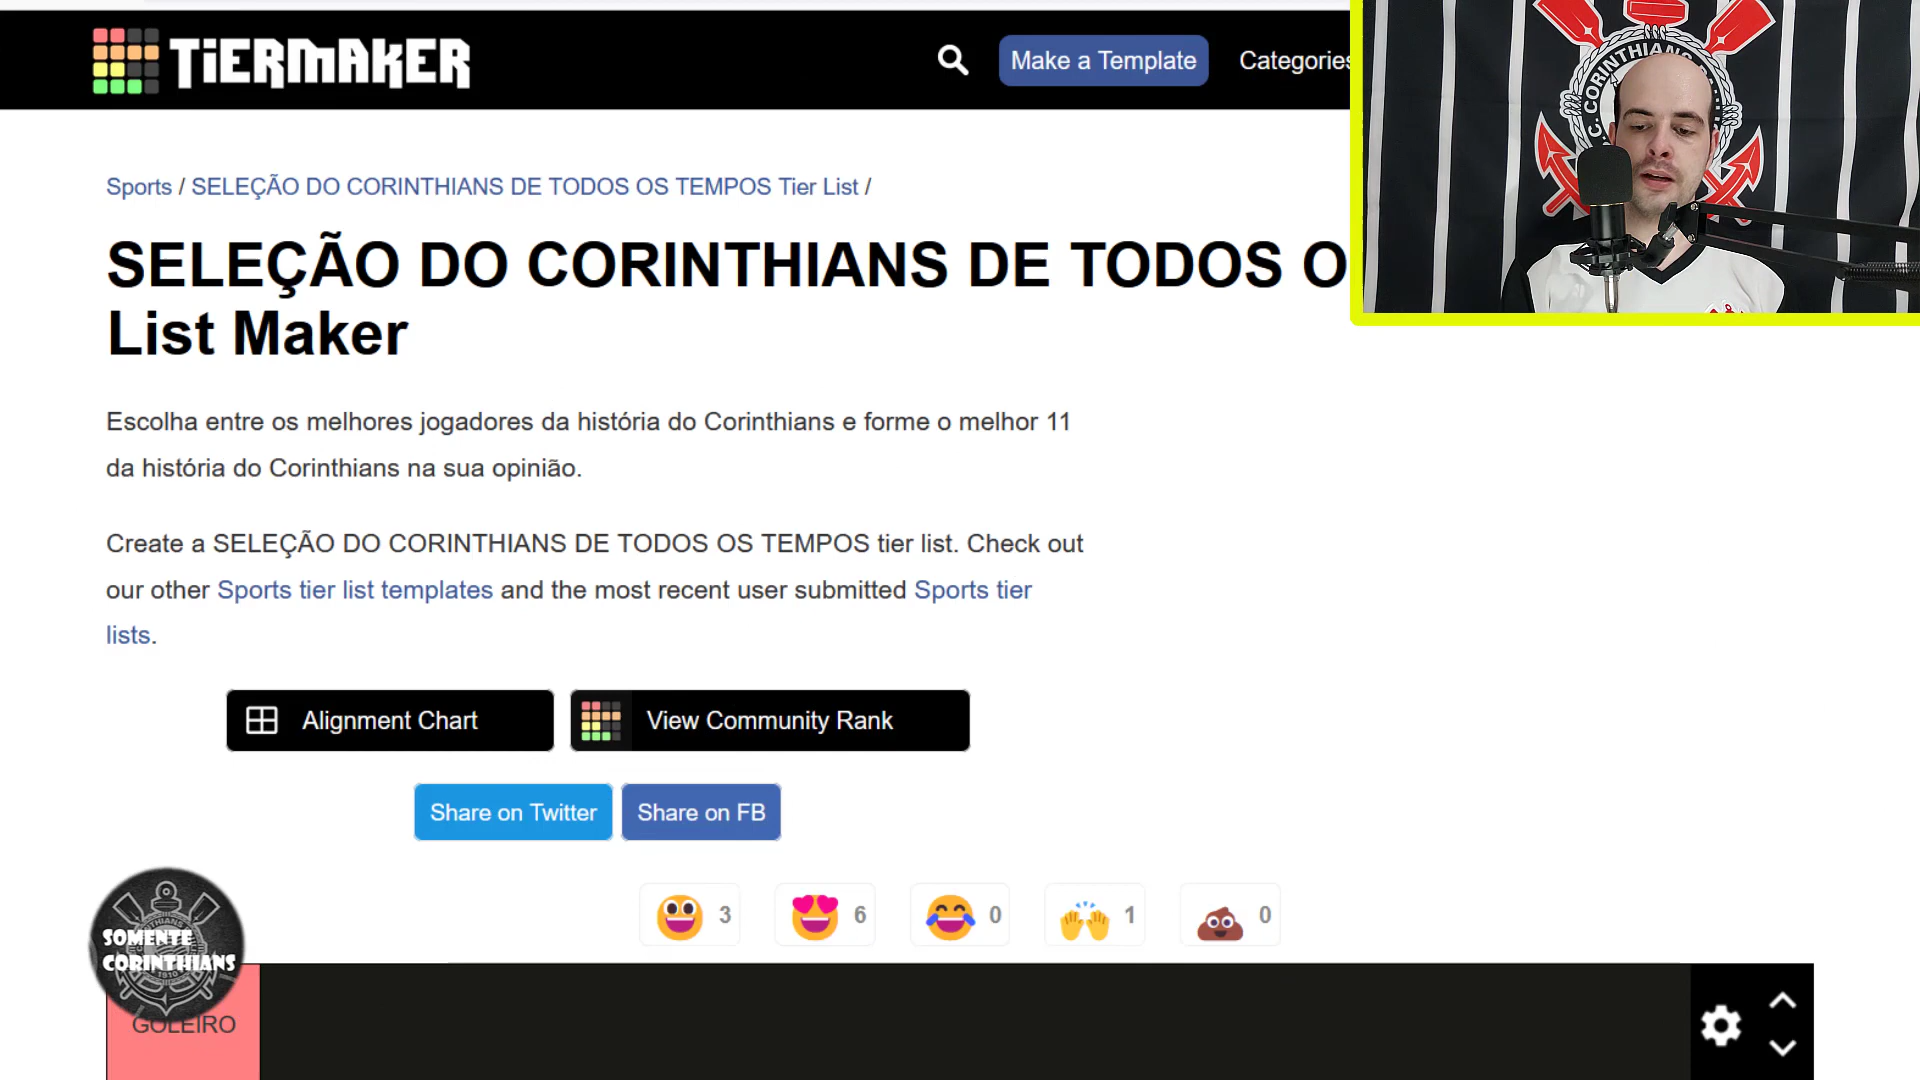 TiERMAKER
Make a Template
Categories
Sports / SELEÇÃO DO CORINTHIANS DE TODOS OS TEMPOS Tier List /
SELEÇÃO DO CORINTHIANS DE TODOS O
List Maker
Escolha entre os melhores jogadores da história do Corinthians e forme o melhor 11
da história do Corinthians na sua opinião.
Create a SELEÇÃO DO CORINTHIANS DE TODOS OS TEMPOS tier list. Check out
our other Sports tier list templates and the most recent user submitted Sports tier
lists.
Alignment Chart
View Community Rank
Share on Twitter
Share on FB
3
6
0
1
0
SOMENTE
CORINTHIANS
1910
GOLEIRO
C. CORINTHIANS PA